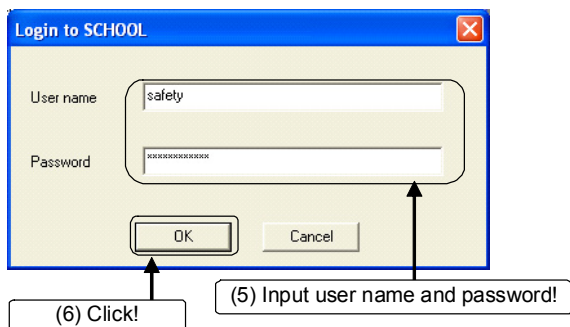 Login to SCHOOL
User name
safety
Password
************
OK
Cancel
(5) Input user name and password!
(6) Click!